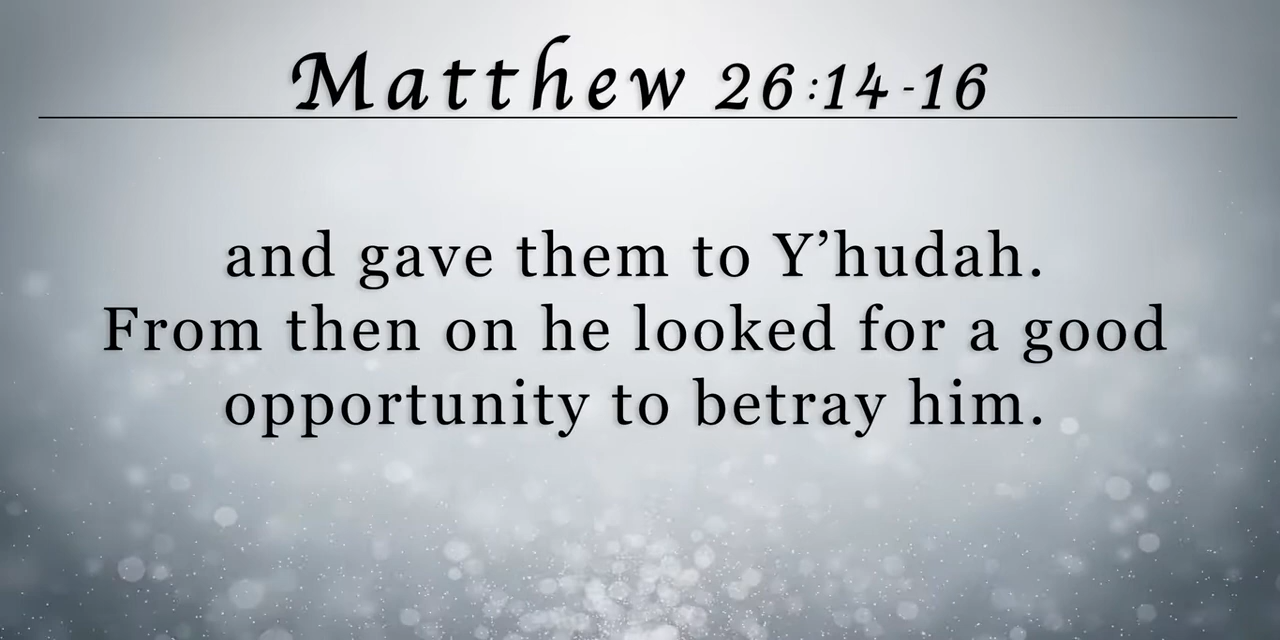 Matthew 26:14-16
and gave them to Y’hudah.
From then on he looked for a good
opportunity to betray him.